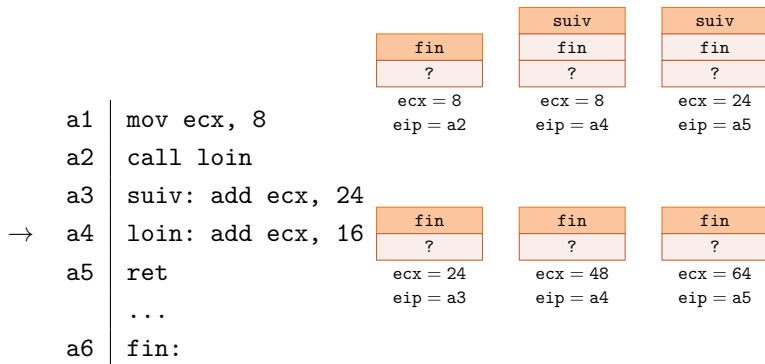 suiv suiv
fin fin fin
? ? ?
ecx = 8 ecx = 8 ecx = 24
eip = a2 eip = a4 eip = a5
a1 mov ecx, 8
a2 call loin
a3 suiv: add ecx, 24
→ a4 loin: add ecx, 16
a5 ret
...
a6 fin:
fin fin fin
? ? ?
ecx = 24 ecx = 48 ecx = 64
eip = a3 eip = a4 eip = a5